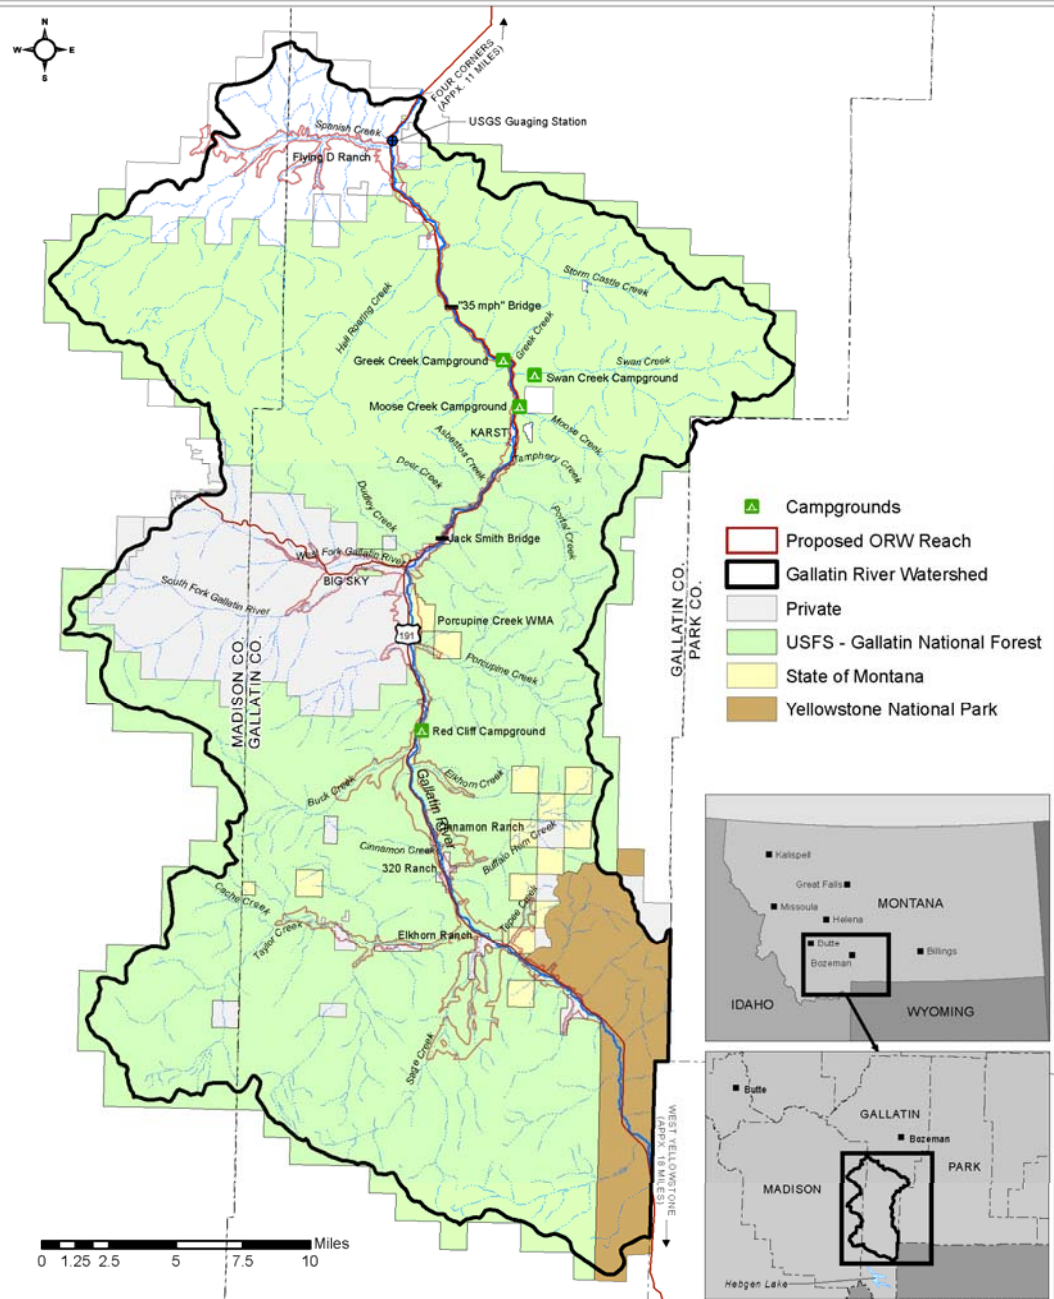 N
W
E
S
FOUR CORNERS
(APPX. 11 MILES)
USGS Guaging Station
Spanish Creek
Flying D Ranch
Storm Castle Creek
Hell Roaring Creek
"35 mph" Bridge
Greek Creek
Greek Creek Campground
Swan Creek
Swan Creek Campground
Moose Creek Campground
KARST
Moose Creek
Asbestos Creek
Tamphery Creek
Deer Creek
Dudley Creek
Portal Creek
Jack Smith Bridge
West Fork Gallatin River
BIG SKY
South Fork Gallatin River
191
Porcupine Creek WMA
Porcupine Creek
MADISON CO.
GALLATIN CO.
GALLATIN CO.
PARK CO.
Red Cliff Campground
Buck Creek
Elkhorn Creek
Gallatin River
Cinnamon Ranch
Cinnamon Creek
Buffalo Horn Creek
320 Ranch
Cache Creek
Taylor Creek
Elkhorn Ranch
Tepee Creek
Sage Creek
WEST YELLOWSTONE
(APPX. 18 MILES)
Miles
0 1.25 2.5 5 7.5 10
Campgrounds
Proposed ORW Reach
Gallatin River Watershed
Private
USFS - Gallatin National Forest
State of Montana
Yellowstone National Park
Kalispell
Great Falls
MONTANA
Missoula
Helena
Butte
Billings
Bozeman
IDAHO
WYOMING
Butte
GALLATIN
Bozeman
PARK
MADISON
Hebgen Lake